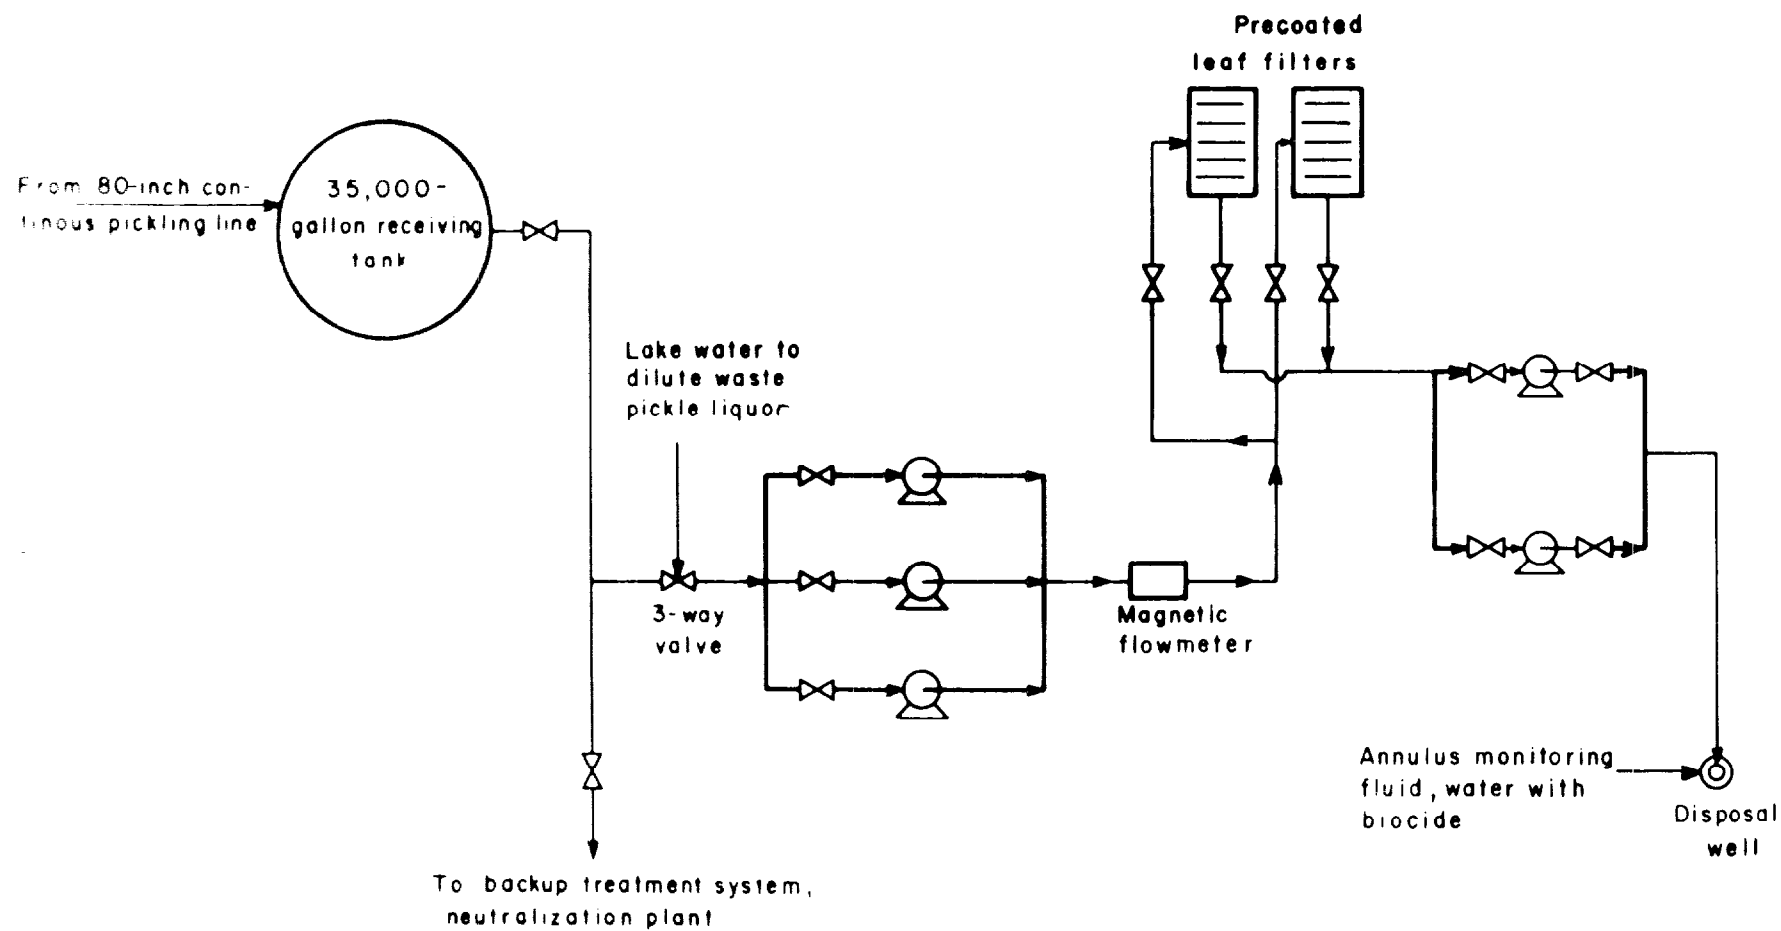 Precoated
leaf filters
From 80-inch con-
tinous pickling line
35,000-
gallon receiving
tank
Lake water to
dilute waste
pickle liquor
3-way
valve
Magnetic
flowmeter
Annulus monitoring
fluid, water with
biocide
Disposal
well
To backup treatment system,
neutralization plant